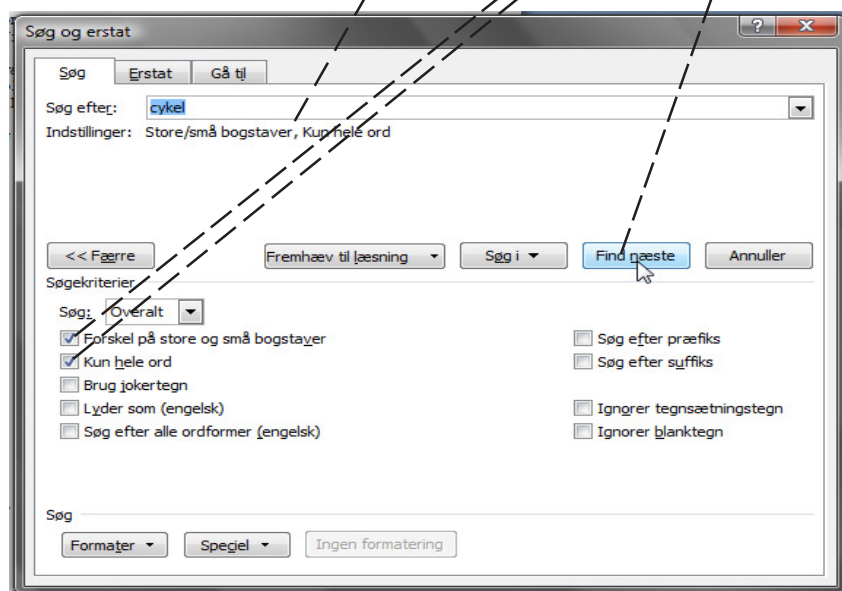 Søg og erstat
Søg Erstat Gå til
Søg efter: cykel
Indstillinger: Store/små bogstaver, Kun hele ord
<< Færre Fremhæv til læsning Søg i Find næste Annuller
Søgekriterier
Søg: Overalt
Forskel på store og små bogstaver Søg efter præfiks
Kun hele ord Søg efter suffiks
Brug jokertegn
Lyder som (engelsk) Ignorer tegnsætningstegn
Søg efter alle ordformer (engelsk) Ignorer blanktegn
Søg
Formater Speciel Ingen formatering